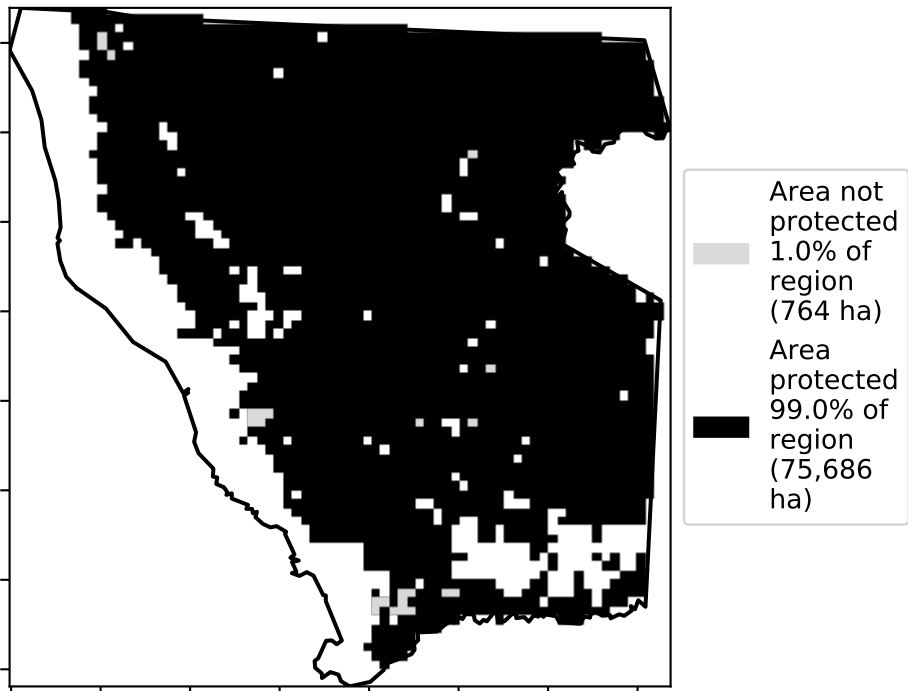 Area not
protected
1.0% of
region
(764 ha)
Area
protected
99.0% of
region
(75,686
ha)